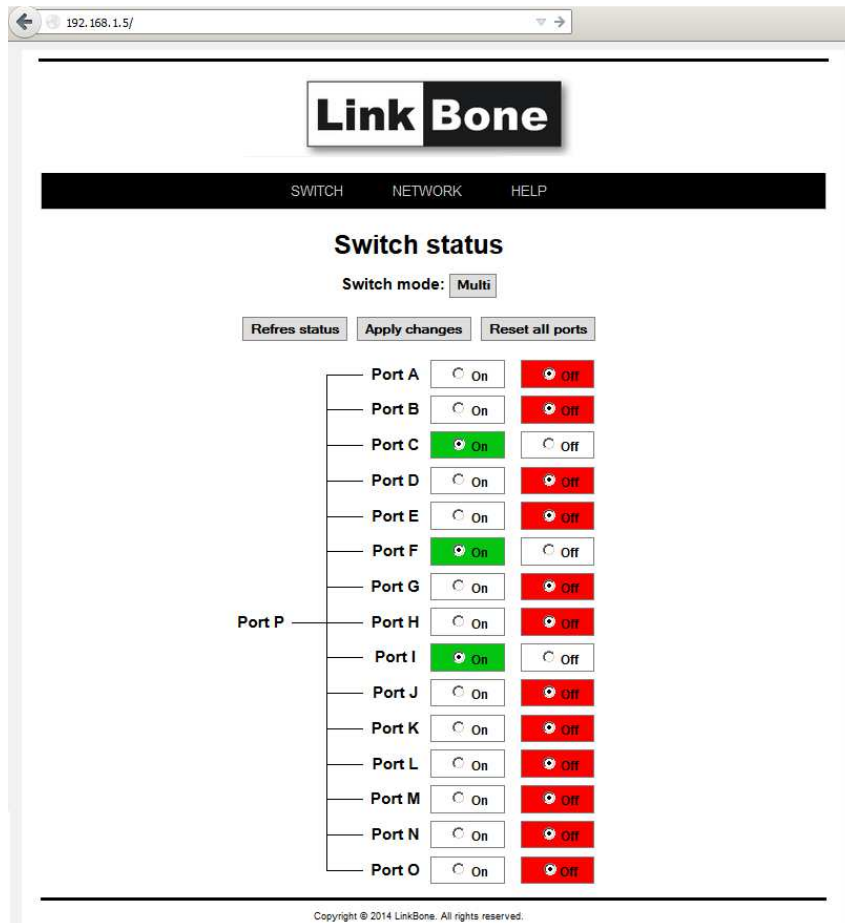 192.168.1.5/
Link Bone
SWITCH NETWORK HELP
Switch status
Switch mode: Multi
Refres status Apply changes Reset all ports
Port A On Off
Port B On Off
Port C On Off
Port D On Off
Port E On Off
Port F On Off
Port G On Off
Port P Port H On Off
Port I On Off
Port J On Off
Port K On Off
Port L On Off
Port M On Off
Port N On Off
Port O On Off
Copyright © 2014 LinkBone. All rights reserved.